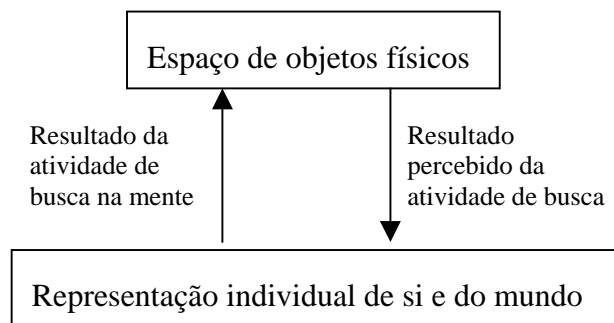 Espaço de objetos físicos
Resultado da
atividade de
busca na mente
Resultado
percebido da
atividade de busca
Representação individual de si e do mundo